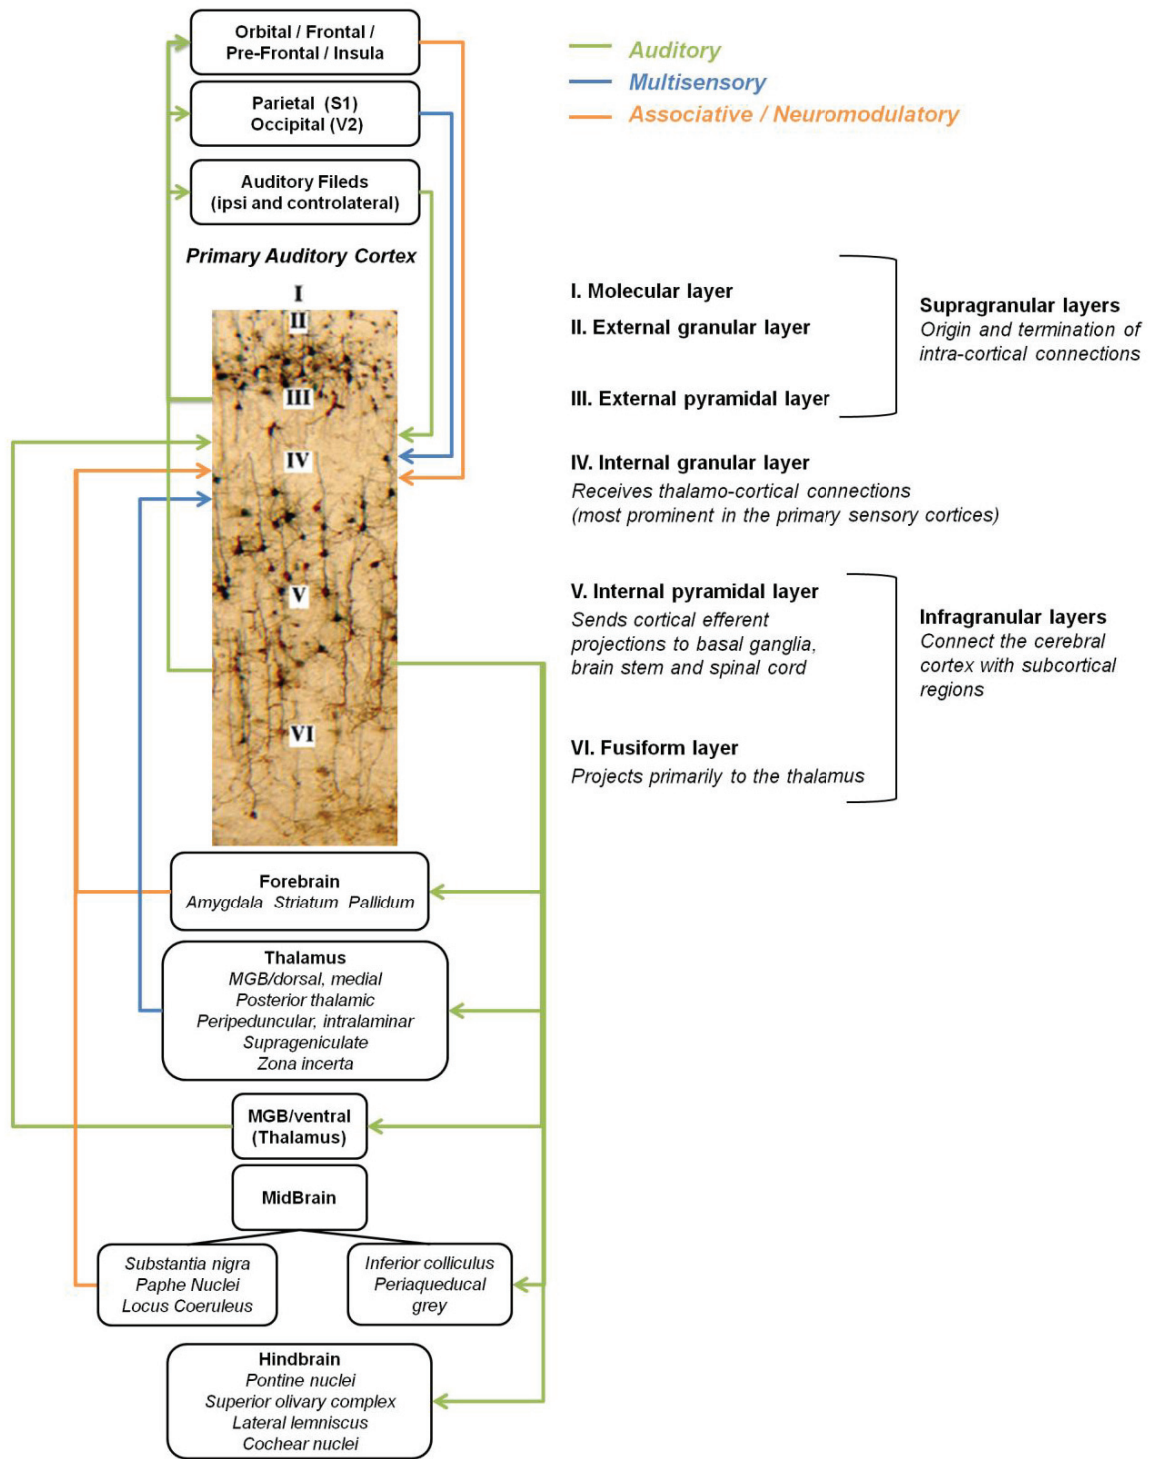 Orbital / Frontal /
Pre-Frontal / Insula
Parietal (S1)
Occipital (V2)
Auditory Fileds
(ipsi and controlateral)
Auditory
Multisensory
Associative / Neuromodulatory
Primary Auditory Cortex
I
II
III
IV
V
VI
I. Molecular layer
II. External granular layer
III. External pyramidal layer
Supragranular layers
Origin and termination of
intra-cortical connections
IV. Internal granular layer
Receives thalamo-cortical connections
(most prominent in the primary sensory cortices)
V. Internal pyramidal layer
Sends cortical efferent
projections to basal ganglia,
brain stem and spinal cord
VI. Fusiform layer
Projects primarily to the thalamus
Infragranular layers
Connect the cerebral
cortex with subcortical
regions
Forebrain
Amygdala Striatum Pallidum
Thalamus
MGB/dorsal, medial
Posterior thalamic
Peripeduncular, intralaminar
Suprageniculate
Zona incerta
MGB/ventral
(Thalamus)
MidBrain
Substantia nigra
Paphe Nuclei
Locus Coeruleus
Inferior colliculus
Periaqueducal
grey
Hindbrain
Pontine nuclei
Superior olivary complex
Lateral lemniscus
Cochear nuclei